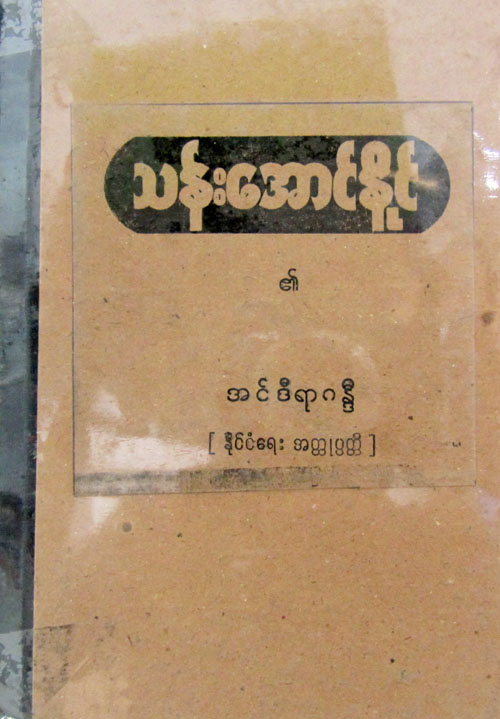 သန်းအောင်နိုင်
၏
အင်ဒီရာဂန္ဒီ
[ နိုင်ငံရေး အတ္ထုပ္ပတ္တိ ]